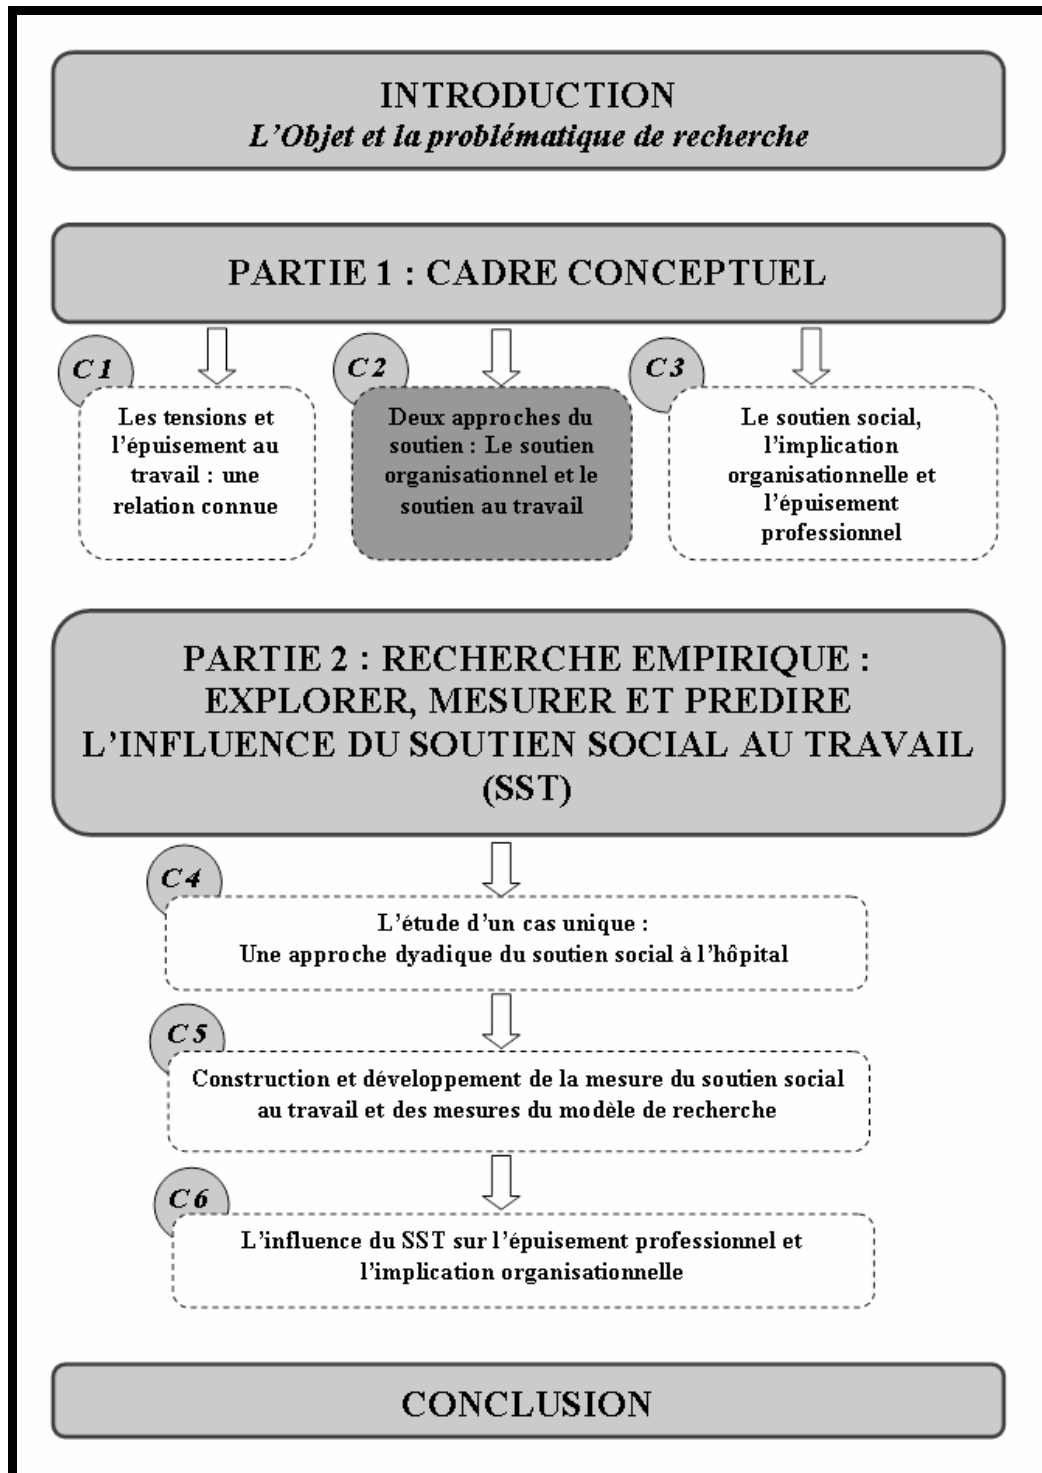 INTRODUCTION
L'Objet et la problématique de recherche
PARTIE 1 : CADRE CONCEPTUEL
C1
Les tensions et
l'épuisement au
travail : une
relation connue
C2
Deux approches du
soutien : Le soutien
organisationnel et le
soutien au travail
C3
Le soutien social,
l'implication
organisationnelle et
l'épuisement
professionnel
PARTIE 2 : RECHERCHE EMPIRIQUE :
EXPLORER, MESURER ET PREDIRE
L'INFLUENCE DU SOUTIEN SOCIAL AU TRAVAIL
(SST)
C4
L'étude d'un cas unique :
Une approche dyadique du soutien social à l'hôpital
C5
Construction et développement de la mesure du soutien social
au travail et des mesures du modèle de recherche
C6
L'influence du SST sur l'épuisement professionnel et
l'implication organisationnelle
CONCLUSION